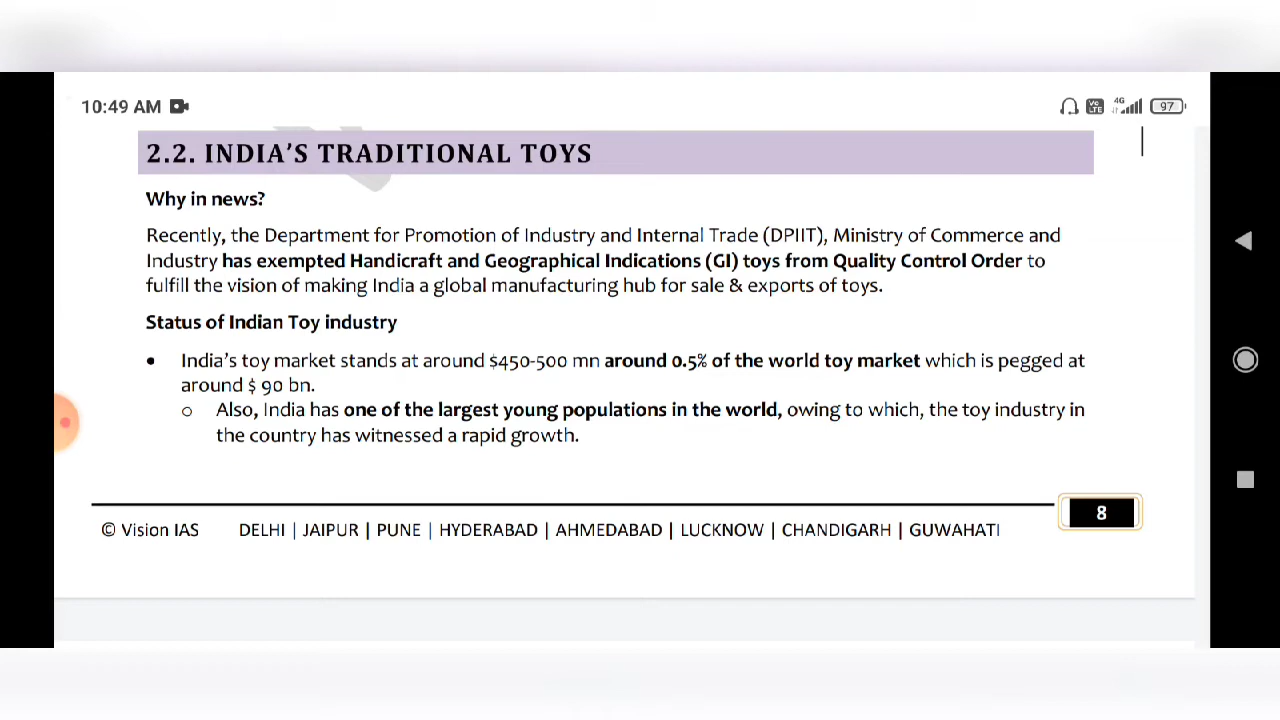 10:49 AM
4G
Vo
LTE
97
2.2. INDIA’S TRADITIONAL TOYS
Why in news?
Recently, the Department for Promotion of Industry and Internal Trade (DPIIT), Ministry of Commerce and
Industry has exempted Handicraft and Geographical Indications (GI) toys from Quality Control Order to
fulfill the vision of making India a global manufacturing hub for sale & exports of toys.
Status of Indian Toy industry
• India’s toy market stands at around $450-500 mn around 0.5% of the world toy market which is pegged at
around $ 90 bn.
o Also, India has one of the largest young populations in the world, owing to which, the toy industry in
the country has witnessed a rapid growth.
8
© Vision IAS DELHI | JAIPUR | PUNE | HYDERABAD | AHMEDABAD | LUCKNOW | CHANDIGARH | GUWAHATI